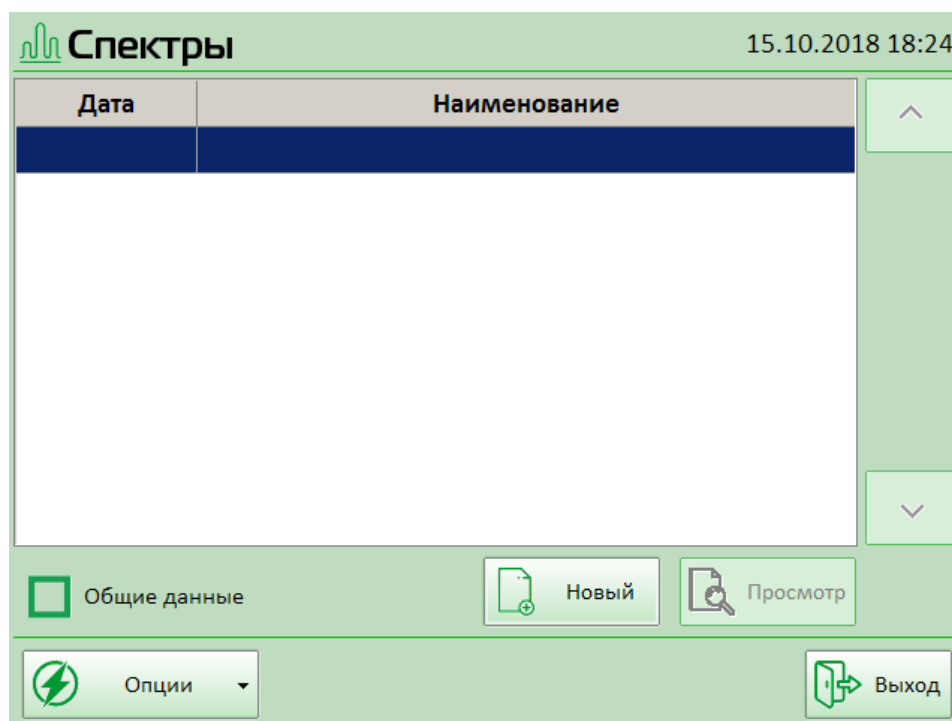 Спектры 15.10.2018 18:24
Дата Наименование
Общие данные Новый Просмотр
Опции Выход